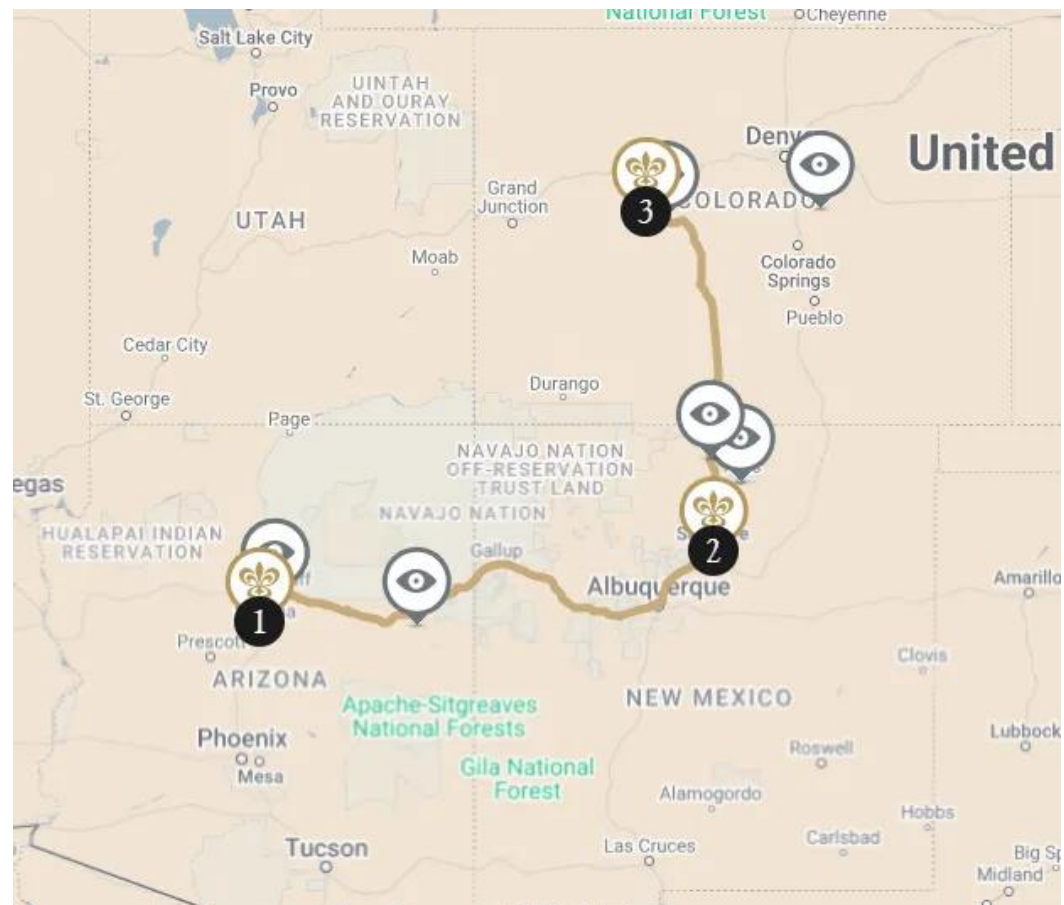 National Forest
Cheyenne
Salt Lake City
Provo
UINTAH
AND OURAY
RESERVATION
Denv
United
Grand
Junction
3
COLORADO
UTAH
Moab
Colorado
Springs
Pueblo
Cedar City
Durango
St. George
Page
NAVAJO NATION
OFF-RESERVATION
TRUST LAND
egas
NAVAJO NATION
HUALAPAI INDIAN
RESERVATION
Gallup
2
Albuquerque
Amarillo
1
Prescott
ARIZONA
Clovis
NEW MEXICO
Apache-Sitgreaves
National Forests
Phoenix
Mesa
Lubbock
Roswell
Gila National
Forest
Alamogordo
Hobbs
Tucson
Las Cruces
Carlsbad
Big Sp
Midland